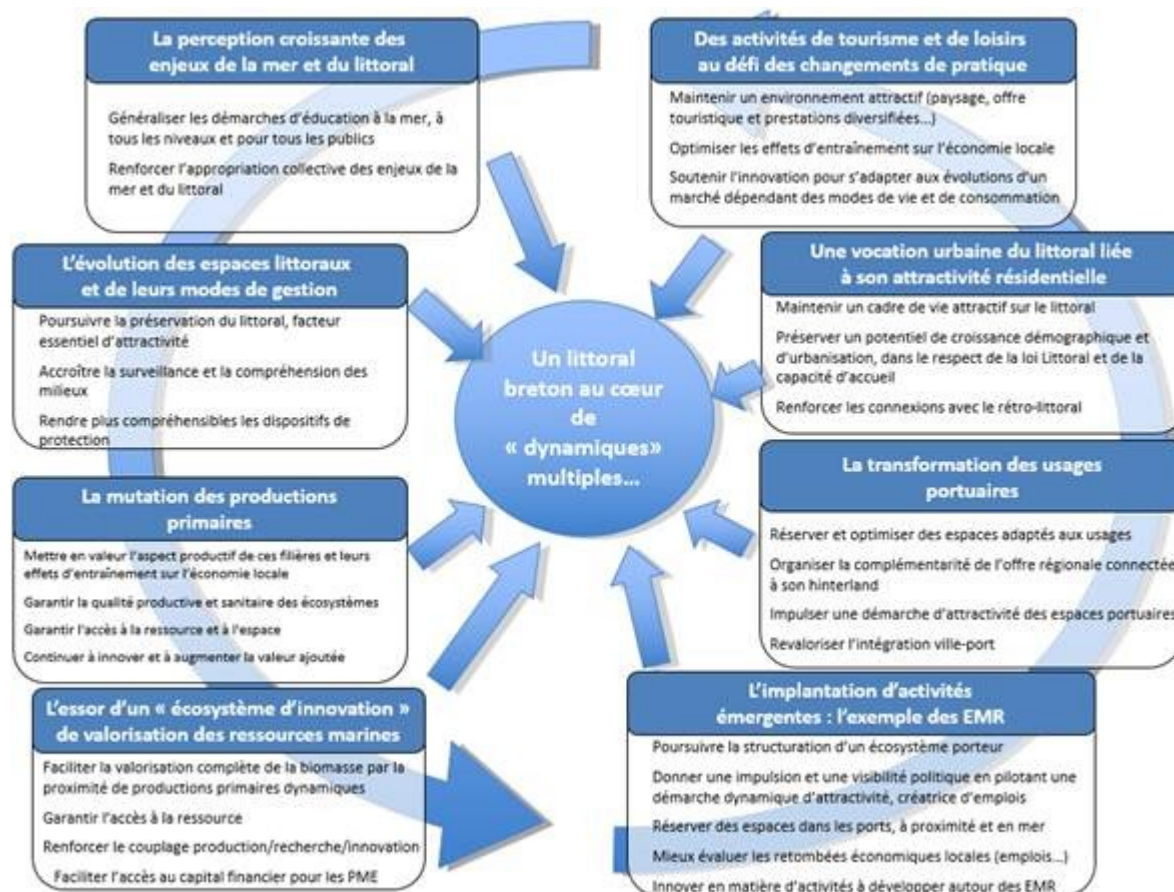 La perception croissante des
enjeux de la mer et du littoral
Généraliser les démarches d'éducation à la mer, à
tous les niveaux et pour tous les publics
Renforcer l'appropriation collective des enjeux de la
mer et du littoral
Des activités de tourisme et de loisirs
au défi des changements de pratique
Maintenir un environnement attractif (paysage, offre
touristique et prestations diversifiées...)
Optimiser les effets d'entraînement sur l'économie locale
Soutenir l'innovation pour s'adapter aux évolutions d'un
marché dépendant des modes de vie et de consommation
L'évolution des espaces littoraux
et de leurs modes de gestion
Poursuivre la préservation du littoral, facteur
essentiel d'attractivité
Accroître la surveillance et la compréhension des
milieux
Rendre plus compréhensibles les dispositifs de
protection
Un littoral
breton au cœur
de
« dynamiques»
multiples...
Une vocation urbaine du littoral liée
à son attractivité résidentielle
Maintenir un cadre de vie attractif sur le littoral
Préserver un potentiel de croissance démographique et
d'urbanisation, dans le respect de la loi Littoral et de la
capacité d'accueil
Renforcer les connexions avec le rétro-littoral
La mutation des productions
primaires
Mettre en valeur l'aspect productif de ces filières et leurs
effets d'entraînement sur l'économie locale
Garantir la qualité productive et sanitaire des écosystèmes
Garantir l'accès à la ressource et à l'espace
Continuer à innover et à augmenter la valeur ajoutée
La transformation des usages
portuaires
Réserver et optimiser des espaces adaptés aux usages
Organiser la complémentarité de l'offre régionale connectée
à son hinterland
Impulser une démarche d'attractivité des espaces portuaires
Revaloriser l'intégration ville-port
L'essor d'un « écosystème d'innovation »
de valorisation des ressources marines
Faciliter la valorisation complète de la biomasse par la
proximité de productions primaires dynamiques
Garantir l'accès à la ressource
Renforcer le couplage production/recherche/innovation
Faciliter l'accès au capital financier pour les PME
L'implantation d'activités
émergentes : l'exemple des EMR
Poursuivre la structuration d'un écosystème porteur
Donner une impulsion et une visibilité politique en pilotant une
démarche dynamique d'attractivité, créatrice d'emplois
Réserver des espaces dans les ports, à proximité et en mer
Mieux évaluer les retombées économiques locales (emplois...)
Innover en matière d'activités à développer autour des EMR